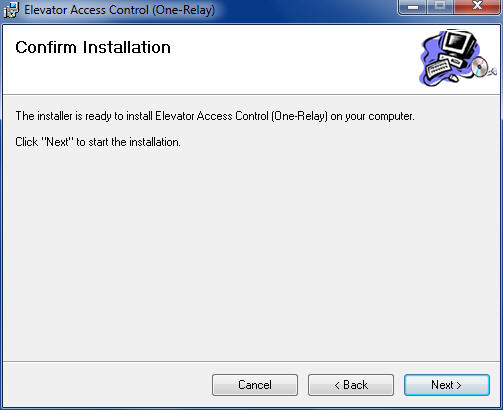 Elevator Access Control (One-Relay)
Confirm Installation
The installer is ready to install Elevator Access Control (One-Relay) on your computer.
Click "Next" to start the installation.
Cancel
< Back
Next >